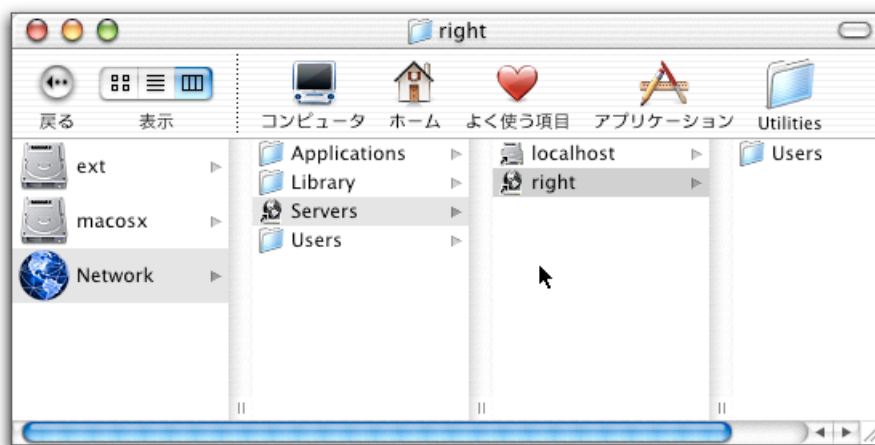 right
戻る
表示
コンピュータ
ホーム
よく使う項目
アプリケーション
Utilities
ext
macosx
Network
Applications
Library
Servers
Users
localhost
right
Users